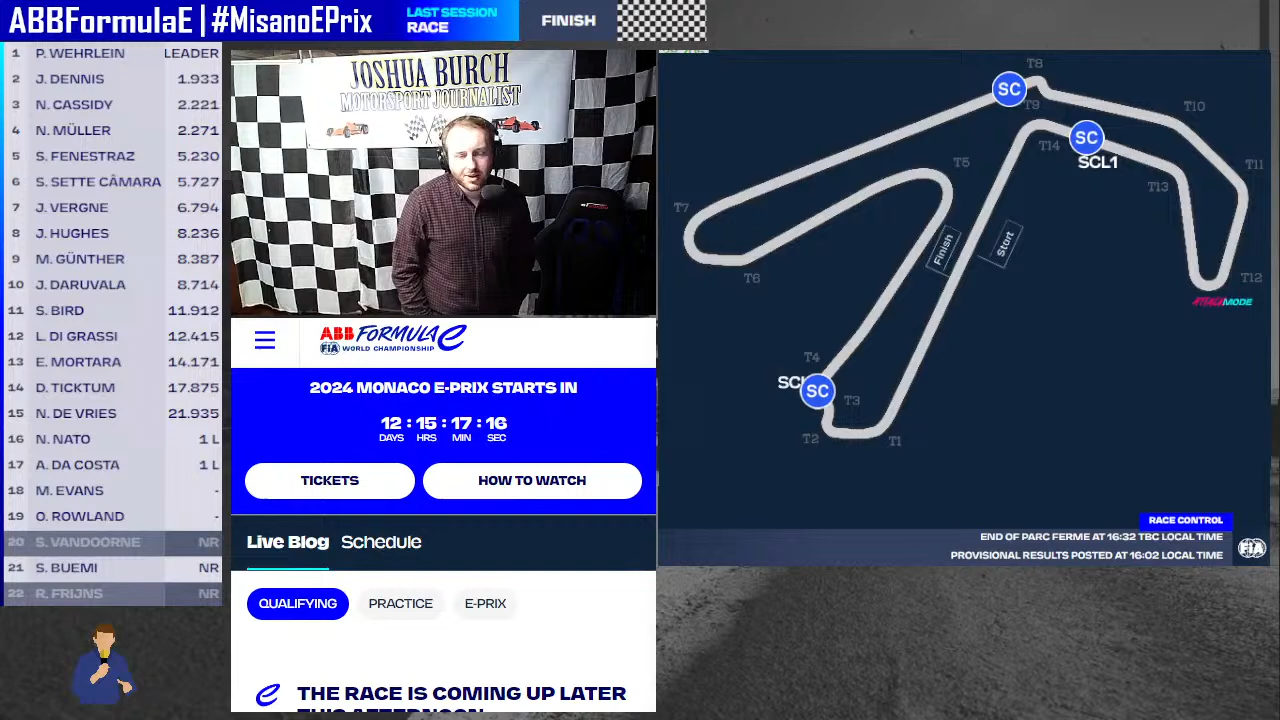 ABBFormulaE | #MisanoEPrix
LAST SESSION
RACE
FINISH
1 P. WEHRLEIN LEADER
2 J. DENNIS 1.933
3 N. CASSIDY 2.221
4 N. MÜLLER 2.271
5 S. FENESTRAZ 5.230
6 S. SETTE CÂMARA 5.727
7 J. VERGNE 6.794
8 J. HUGHES 8.236
9 M. GÜNTHER 8.387
10 J. DARUVALA 8.714
11 S. BIRD 11.912
12 L. DI GRASSI 12.415
13 E. MORTARA 14.171
14 D. TICKTUM 17.875
15 N. DE VRIES 21.935
16 N. NATO 1 L
17 A. DA COSTA 1 L
18 M. EVANS -
19 O. ROWLAND -
20 S. VANDOORNE NR
21 S. BUEMI NR
22 R. FRIJNS NR
JOSHUA BURCH
MOTORSPORT JOURNALIST
ABB FORMULA E
FIA WORLD CHAMPIONSHIP
2024 MONACO E-PRIX STARTS IN
12 : 15 : 17 : 16
DAYS HRS MIN SEC
TICKETS
HOW TO WATCH
Live Blog Schedule
QUALIFYING PRACTICE E-PRIX
THE RACE IS COMING UP LATER
THIS AFTERNOON
T8
SC
T9
T10
SC
T14
SCL1
T11
T13
T5
T7
Finish
Start
T6
T12
ATTACK MODE
T4
SC
T3
T2
T1
RACE CONTROL
END OF PARC FERME AT 16:32 TBC LOCAL TIME
PROVISIONAL RESULTS POSTED AT 16:02 LOCAL TIME
FIA